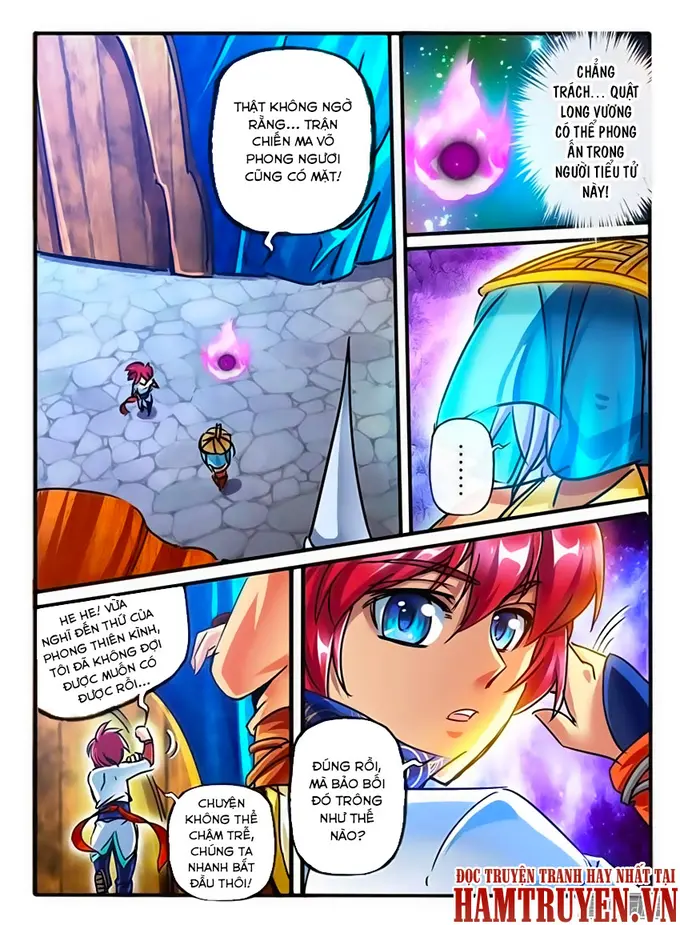 THẬT KHÔNG NGỜ
RẰNG... TRẬN
CHIẾN MA VÕ
PHONG NGƯƠI
CŨNG CÓ MẶT!
CHẲNG
TRÁCH... QUẬT
LONG VƯƠNG
CÓ THỂ PHONG
ẤN TRONG
NGƯỜI TIỂU TỬ
NÀY!
......
HE HE! VỪA
NGHĨ ĐẾN THỨ CỦA
PHONG THIÊN KÌNH,
TÔI ĐÃ KHÔNG ĐỢI
ĐƯỢC MUỐN CÓ
ĐƯỢC RỒI...
CHUYỆN
KHÔNG THỂ
CHẬM TRỄ,
CHÚNG TA
NHANH BẮT
ĐẦU THÔI!
ĐÚNG RỒI,
MÀ BẢO BỐI
ĐÓ TRÔNG
NHƯ THẾ
NÀO?
ĐỌC TRUYỆN TRANH HAY NHẤT TẠI
HAMTRUYEN.VN